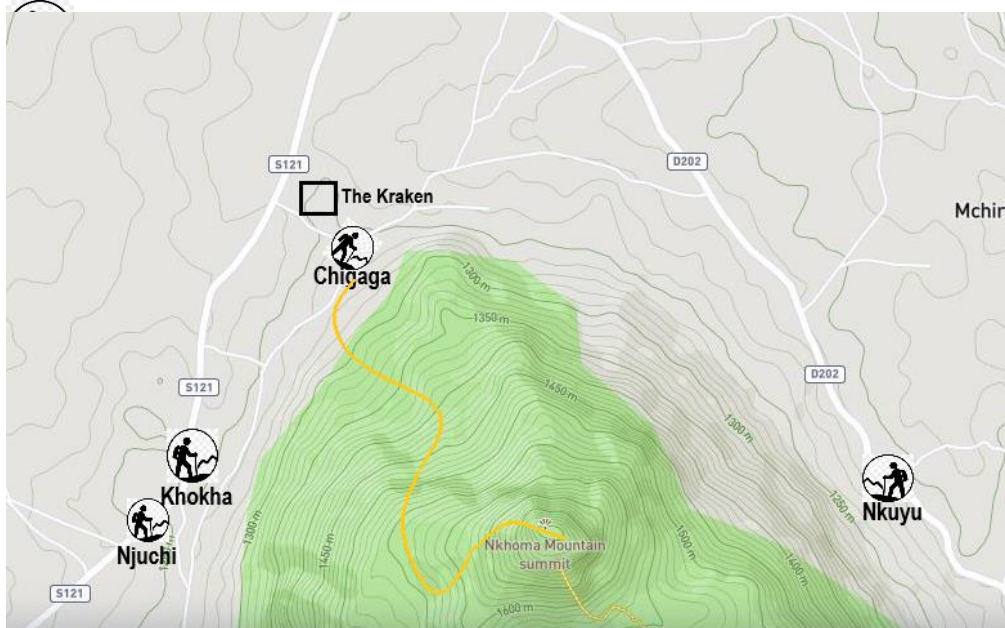 S121
D202
The Kraken
Mchir
Chigaga
1300 m
1350 m
S121
D202
1450 m
1300 m
Khokha
Nkuyu
1250 m
Njuchi
1300 m
1450 m
Nkhoma Mountain
summit
1500 m
1400 m
S121
1600 m